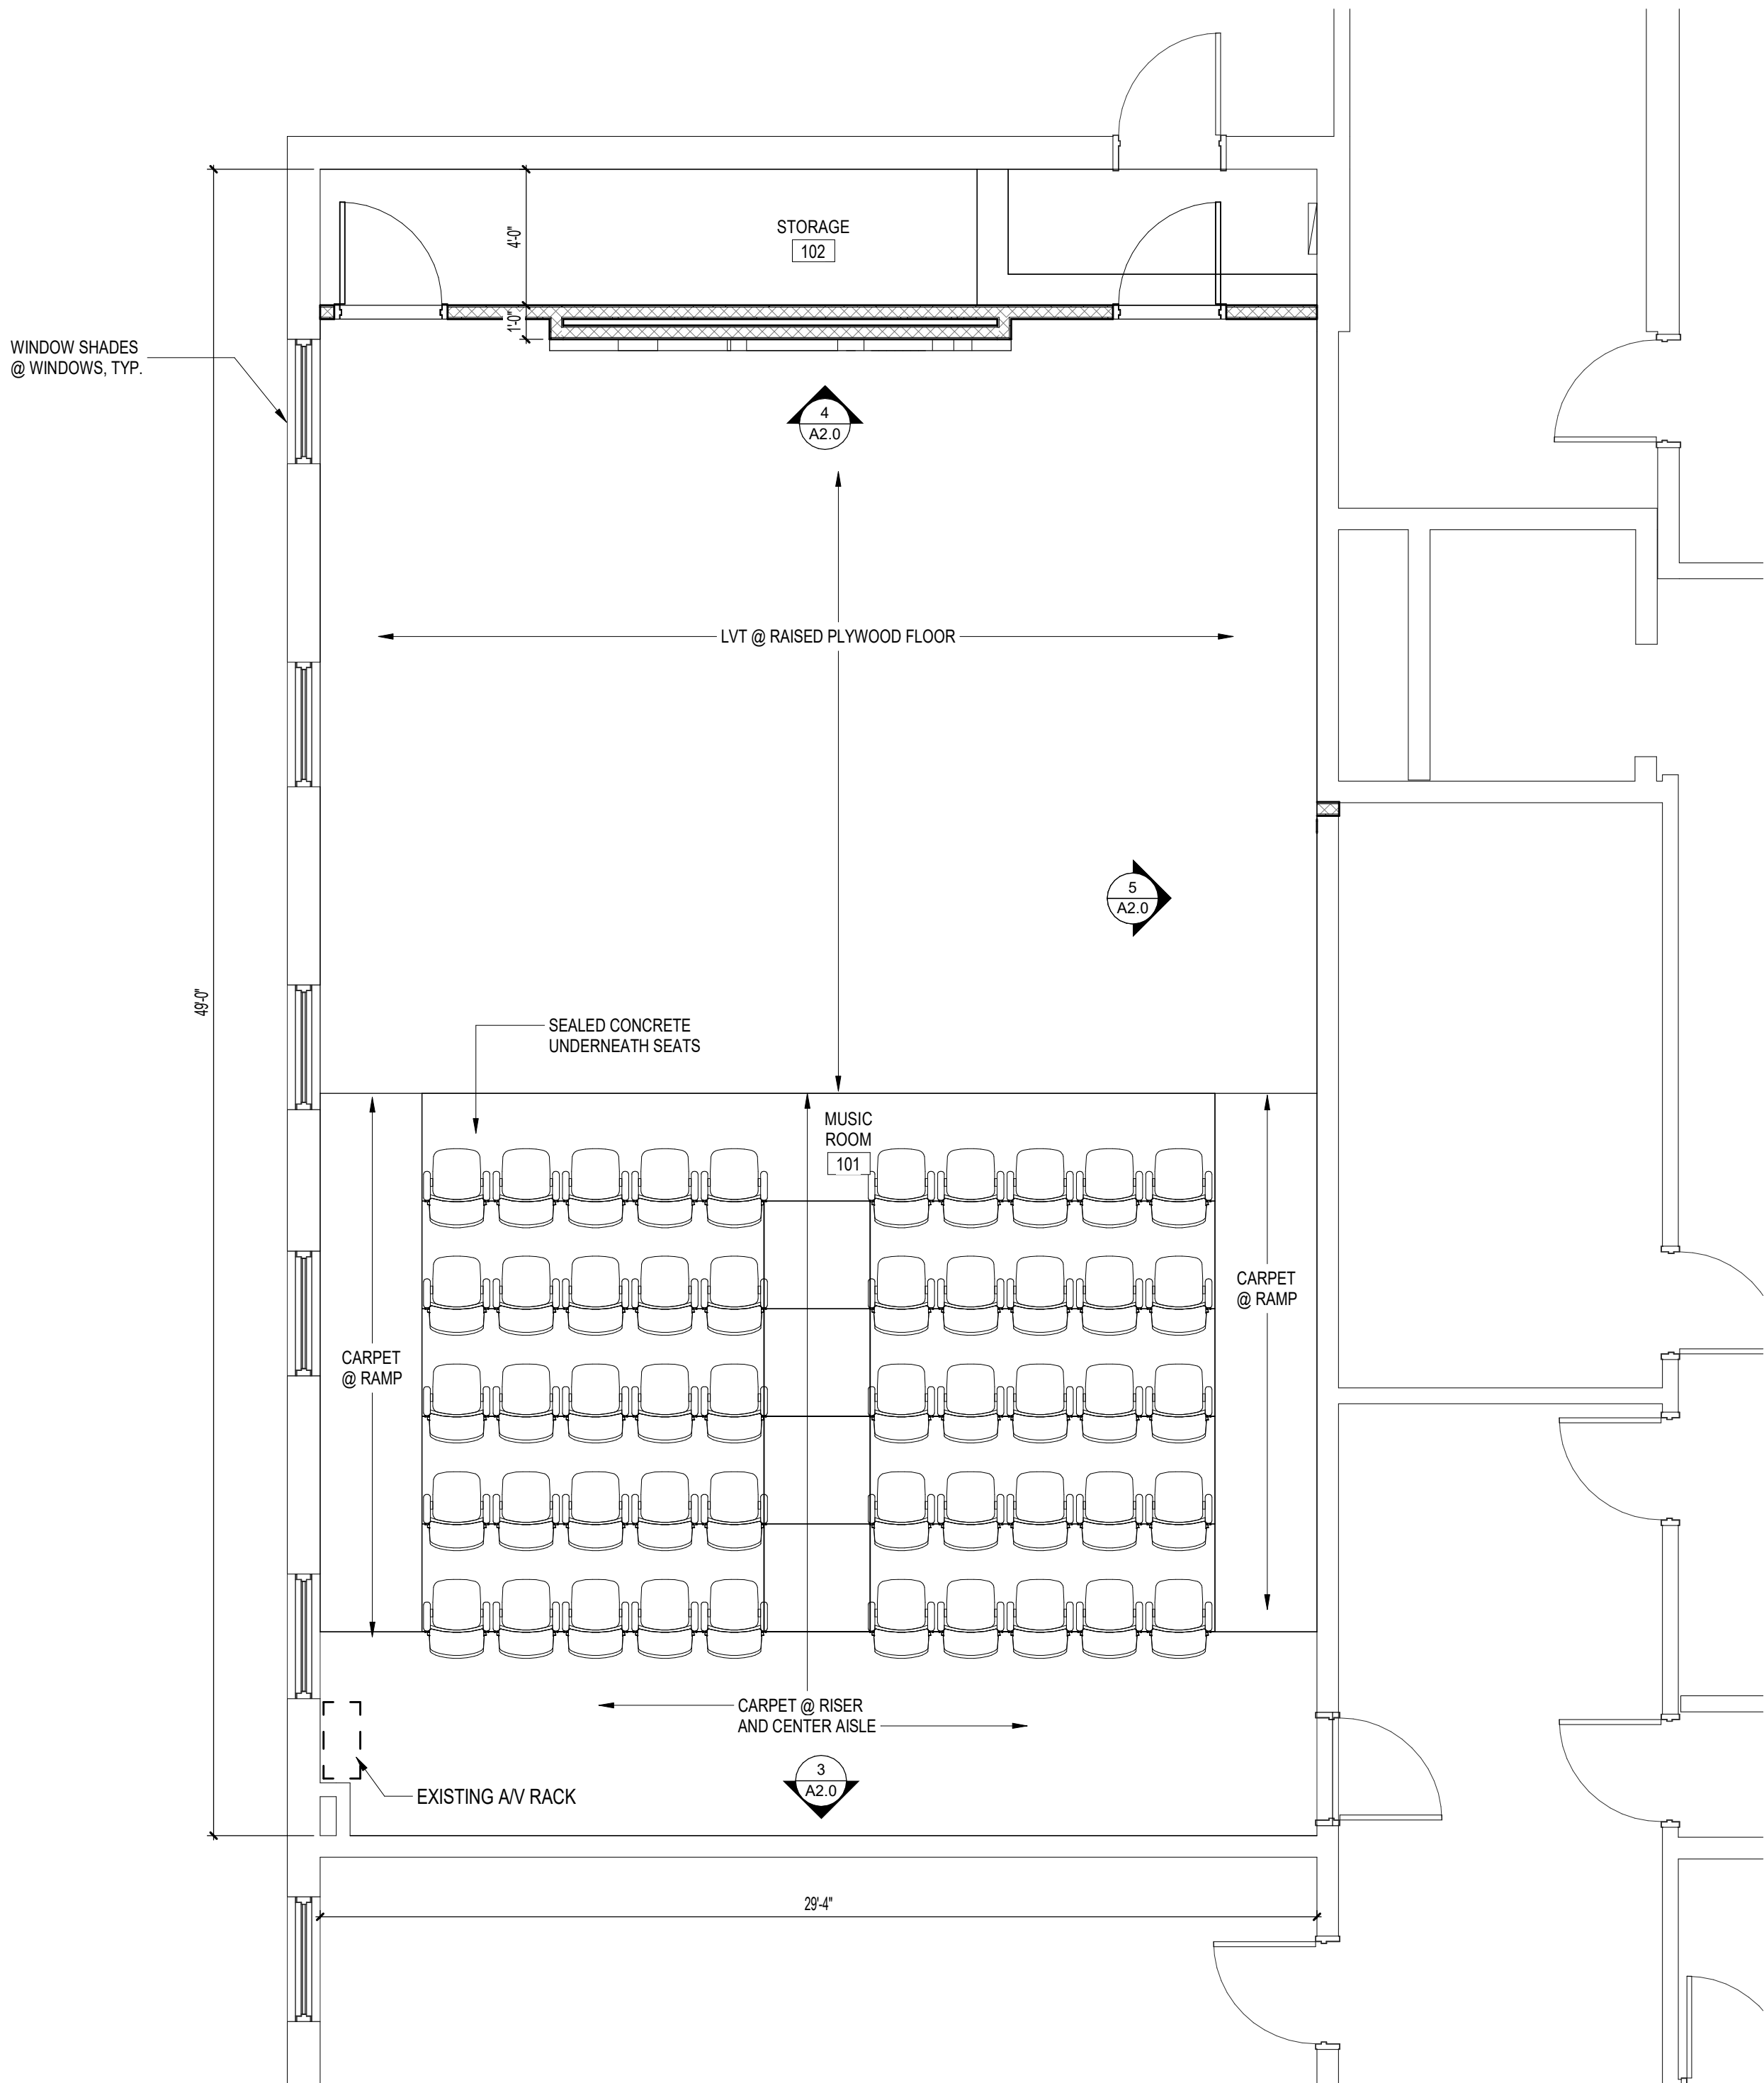 STORAGE
102
4'-0"
1'-0"
WINDOW SHADES
@ WINDOWS, TYP.
4
A2.0
LVT @ RAISED PLYWOOD FLOOR
5
A2.0
49'-0"
SEALED CONCRETE
UNDERNEATH SEATS
MUSIC
ROOM
101
CARPET
@ RAMP
CARPET
@ RAMP
CARPET @ RISER
AND CENTER AISLE
3
A2.0
EXISTING A/V RACK
29'-4"